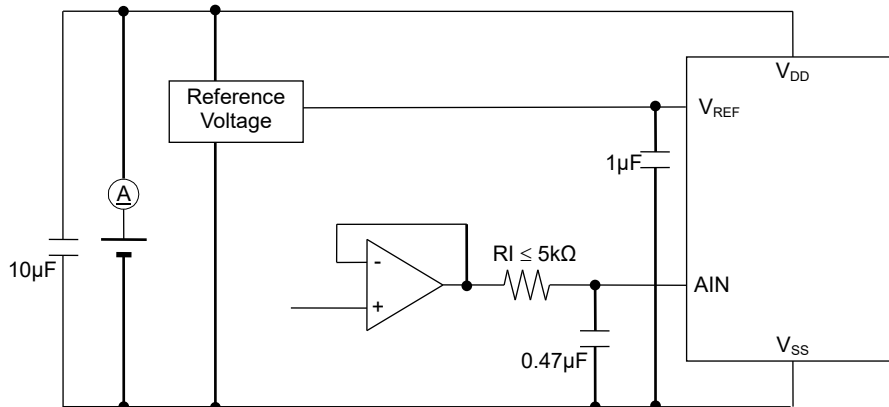 V_DD
Reference
Voltage
V_REF
1µF
A
10µF
RI ≤ 5kΩ
-
+
AIN
0.47µF
V_SS